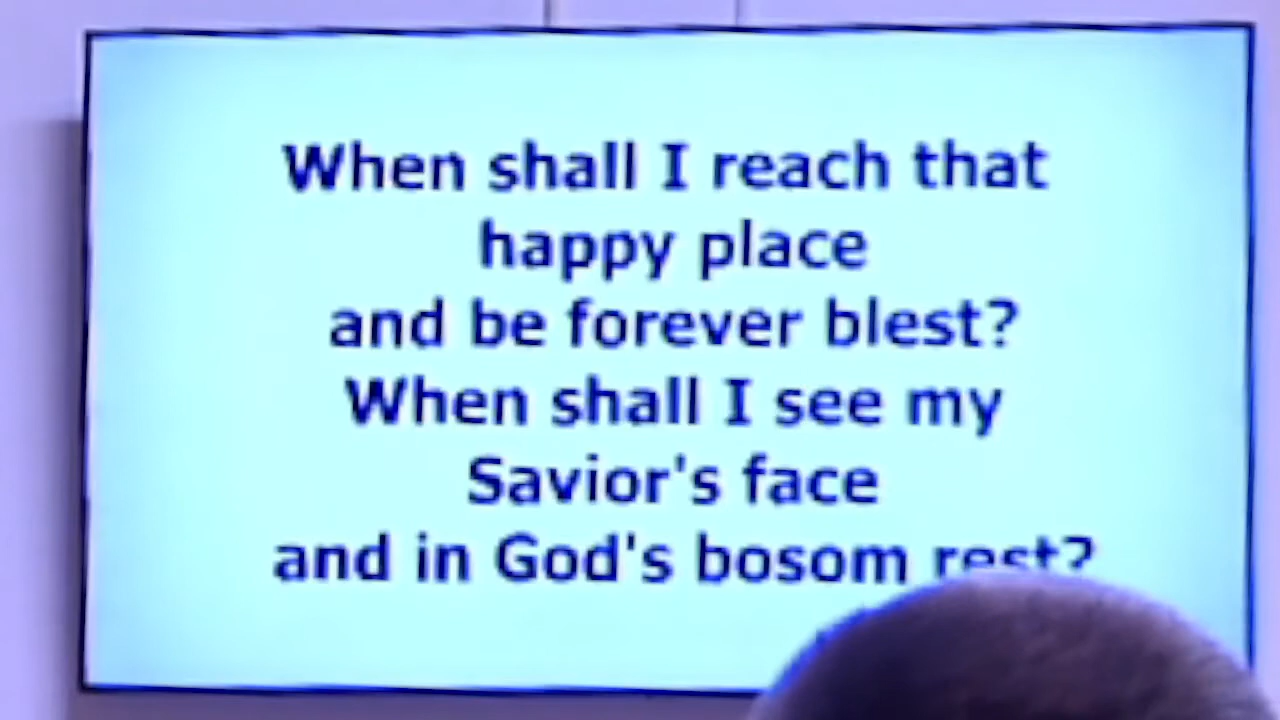 When shall I reach that
happy place
and be forever blest?
When shall I see my
Savior's face
and in God's bosom rest?